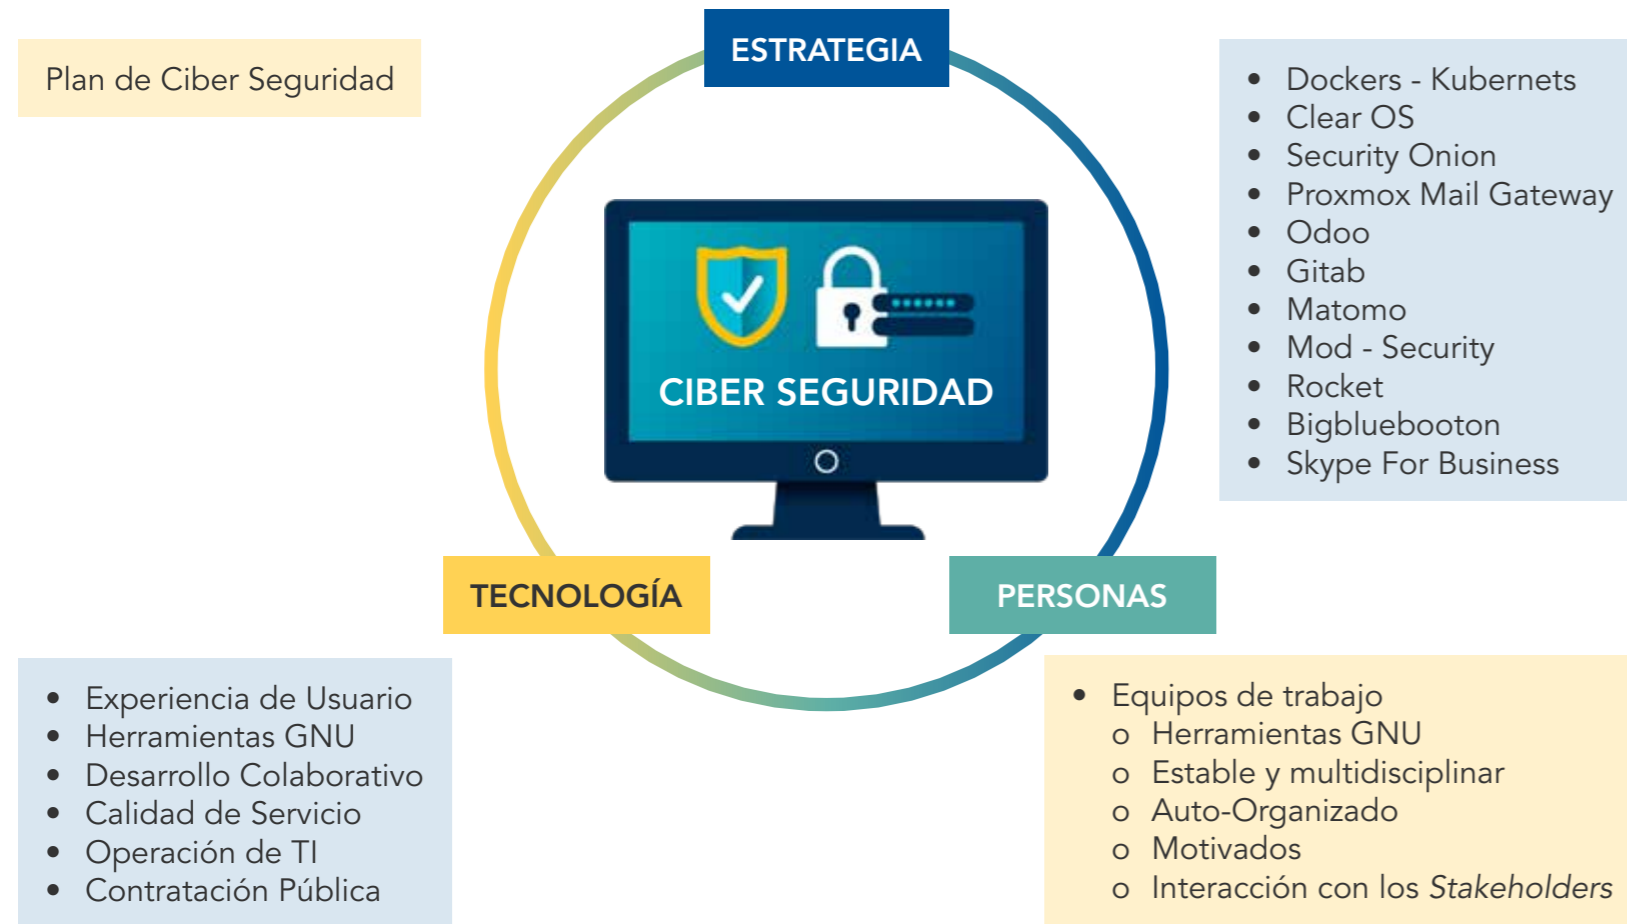 Plan de Ciber Seguridad
ESTRATEGIA
• Dockers - Kubernets
• Clear OS
• Security Onion
• Proxmox Mail Gateway
• Odoo
• Gitab
• Matomo
• Mod - Security
• Rocket
• Bigbluebooton
• Skype For Business
CIBER SEGURIDAD
TECNOLOGÍA
PERSONAS
• Experiencia de Usuario
• Herramientas GNU
• Desarrollo Colaborativo
• Calidad de Servicio
• Operación de TI
• Contratación Pública
• Equipos de trabajo
o Herramientas GNU
o Estable y multidisciplinar
o Auto-Organizado
o Motivados
o Interacción con los Stakeholders